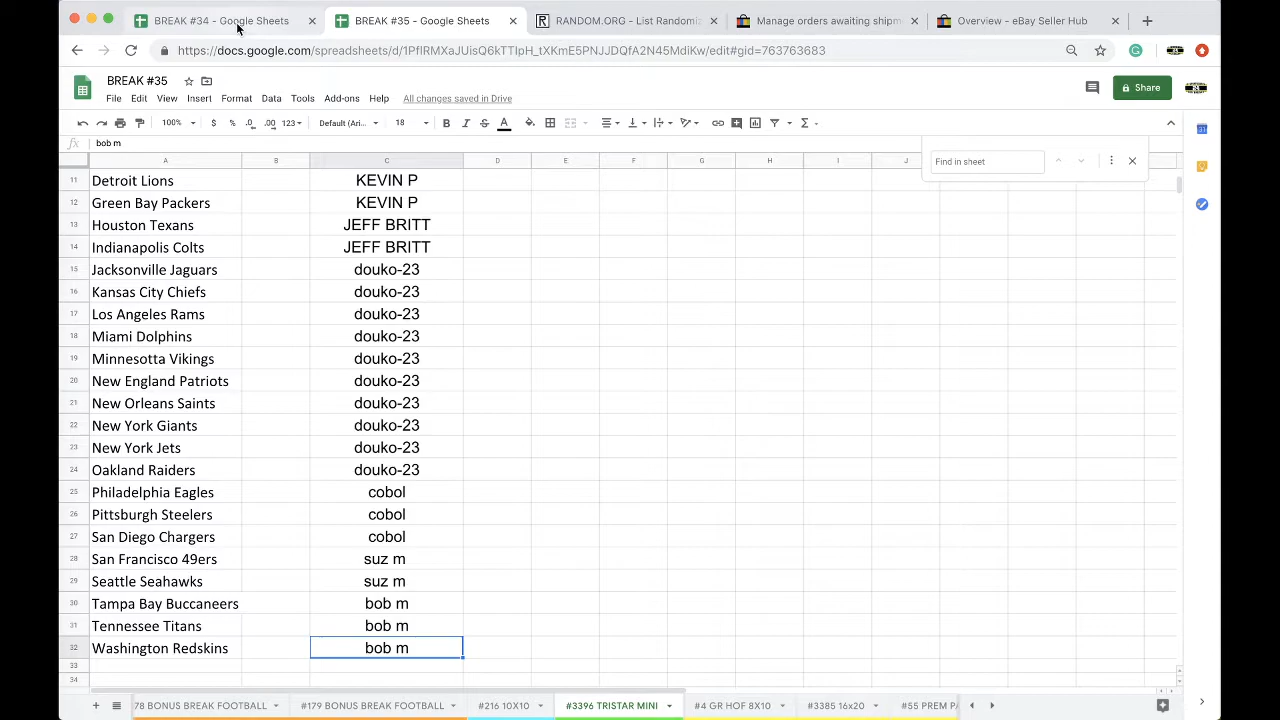 BREAK #34 - Google Sheets
BREAK #35 - Google Sheets
RANDOM.ORG - List Randomi
Manage orders awaiting shipm
Overview - eBay Seller Hub
https://docs.google.com/spreadsheets/d/1PfIRMXaJUisQ6kTTIpH_tXKmE5PNJJDQfA2N45MdiKw/edit#gid=763763683
BREAK #35
File Edit View Insert Format Data Tools Add-ons Help All changes saved in Drive
Share
100% $ % .0 .00 123 Default (Ari... 18 B I S A
fx bob m
Find in sheet
A B C D E F G H I J
11 Detroit Lions KEVIN P
12 Green Bay Packers KEVIN P
13 Houston Texans JEFF BRITT
14 Indianapolis Colts JEFF BRITT
15 Jacksonville Jaguars douko-23
16 Kansas City Chiefs douko-23
17 Los Angeles Rams douko-23
18 Miami Dolphins douko-23
19 Minnesotta Vikings douko-23
20 New England Patriots douko-23
21 New Orleans Saints douko-23
22 New York Giants douko-23
23 New York Jets douko-23
24 Oakland Raiders douko-23
25 Philadelphia Eagles cobol
26 Pittsburgh Steelers cobol
27 San Diego Chargers cobol
28 San Francisco 49ers suz m
29 Seattle Seahawks suz m
30 Tampa Bay Buccaneers bob m
31 Tennessee Titans bob m
32 Washington Redskins bob m
33
34
78 BONUS BREAK FOOTBALL #179 BONUS BREAK FOOTBALL #216 10X10 #3396 TRISTAR MINI #4 GR HOF 8X10 #3385 16x20 #55 PREM PA